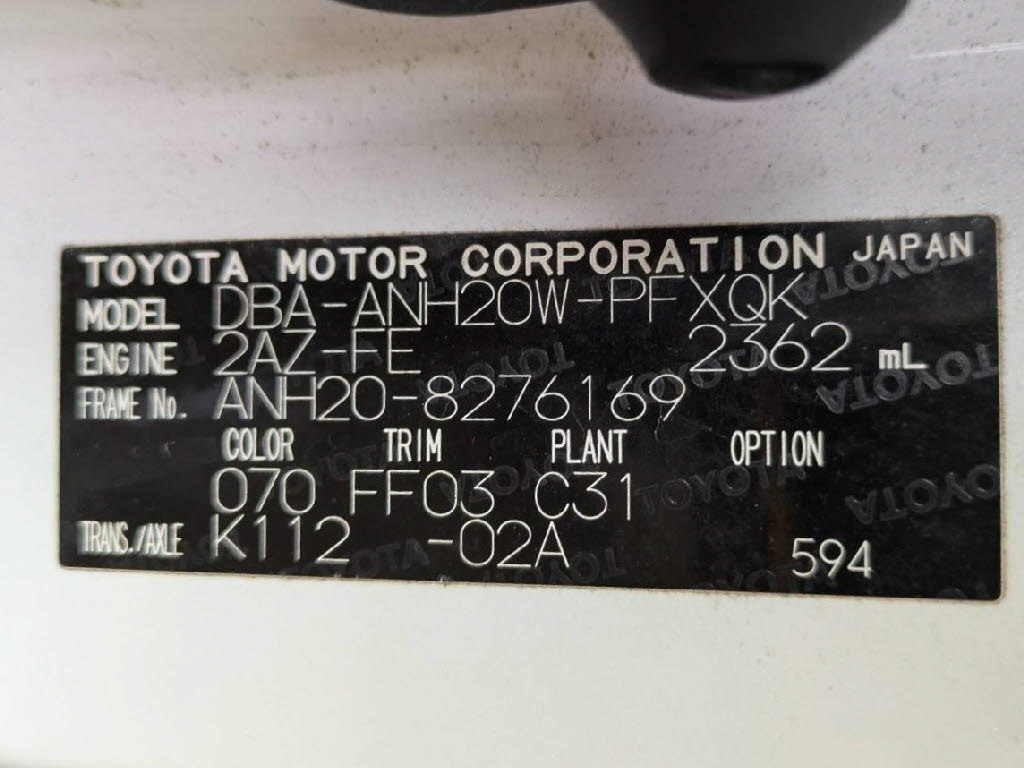 TOYOTA MOTOR CORPORATION JAPAN
MODEL DBA-ANH20W-PFXQK
ENGINE 2AZ-FE 2362 mL
FRAME No. ANH20-8276169
COLOR TRIM PLANT OPTION
070 FF03 C31
TRANS./AXLE K112 -02A 594